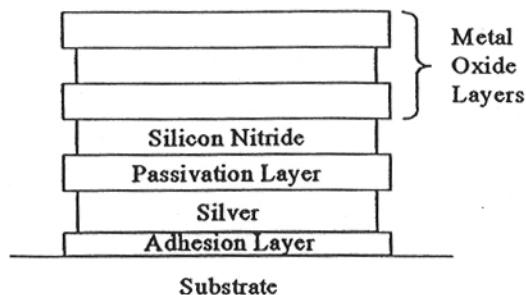 Metal
Oxide
Layers
Silicon Nitride
Passivation Layer
Silver
Adhesion Layer
Substrate